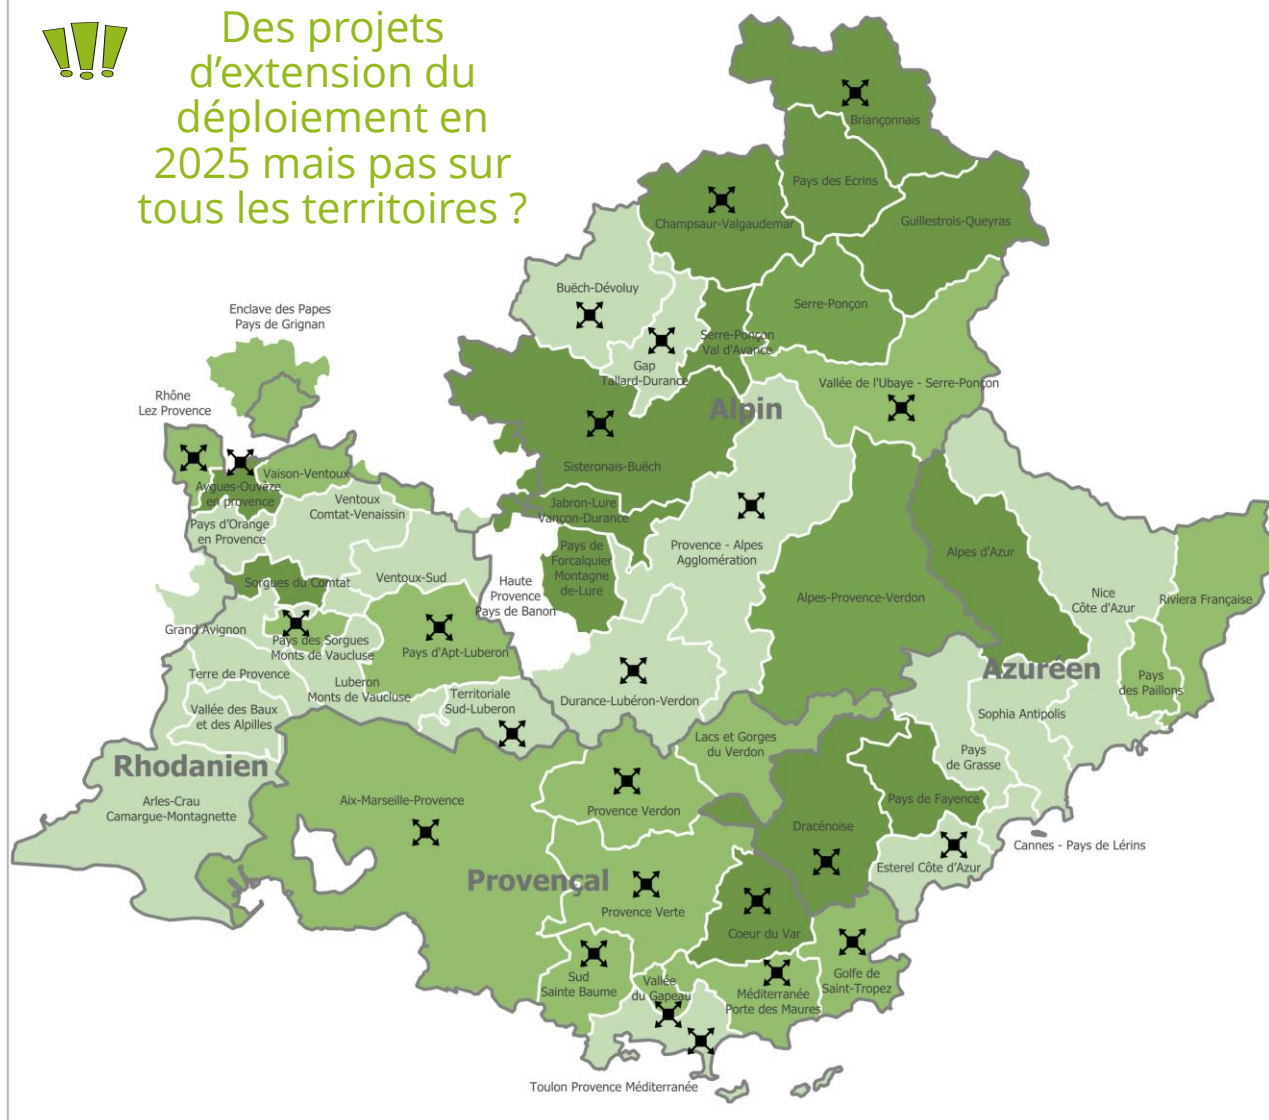 Des projets
d’extension du
déploiement en
2025 mais pas sur
tous les territoires ?
Briançonnais
Pays des Ecrins
Champsaur-Valgaudemar
Guillestrois-Queyras
Buëch-Dévoluy
Serre-Ponçon
Enclave des Papes
Pays de Grignan
Serre-Ponçon
Val d'Avance
Gap
Tallard-Durance
Vallée de l'Ubaye - Serre-Ponçon
Rhône
Lez Provence
Alpin
Sisteronais-Buëch
Vaison-Ventoux
Aygues-Ouvèze
en provence
Ventoux
Comtat-Venaissin
Jabron-Lure
Vançon-Durance
Pays d'Orange
en Provence
Provence - Alpes
Agglomération
Alpes d'Azur
Pays de
Forcalquier
Montagne
de-Lure
Sorgues du Comtat
Ventoux-Sud
Haute
Provence
Pays de Banon
Alpes-Provence-Verdon
Nice
Côte d'Azur
Riviera Française
Grand Avignon
Pays des Sorgues
Monts de Vaucluse
Pays d'Apt-Luberon
Terre de Provence
Luberon
Monts de Vaucluse
Territoriale
Sud-Luberon
Durance-Lubéron-Verdon
Azuréen
Pays
des Paillons
Vallée des Baux
et des Alpilles
Sophia Antipolis
Lacs et Gorges
du Verdon
Pays
de Grasse
Rhodanien
Arles-Crau
Camargue-Montagnette
Aix-Marseille-Provence
Provence Verdon
Pays de Fayence
Dracénoise
Cannes - Pays de Lérins
Esterel Côte d'Azur
Provençal
Provence Verte
Coeur du Var
Sud
Sainte Baume
Vallée
du Gapeau
Méditerranée
Porte des Maures
Golfe de
Saint-Tropez
Toulon Provence Méditerranée